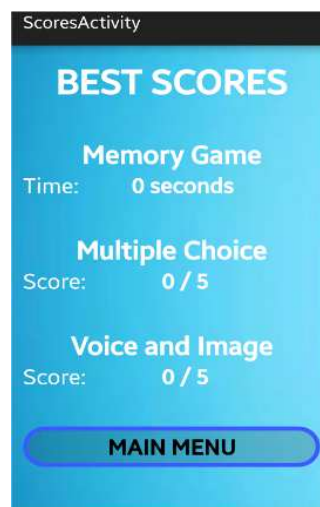 ScoresActivity
BEST SCORES
Memory Game
Time: 0 seconds
Multiple Choice
Score: 0 / 5
Voice and Image
Score: 0 / 5
MAIN MENU